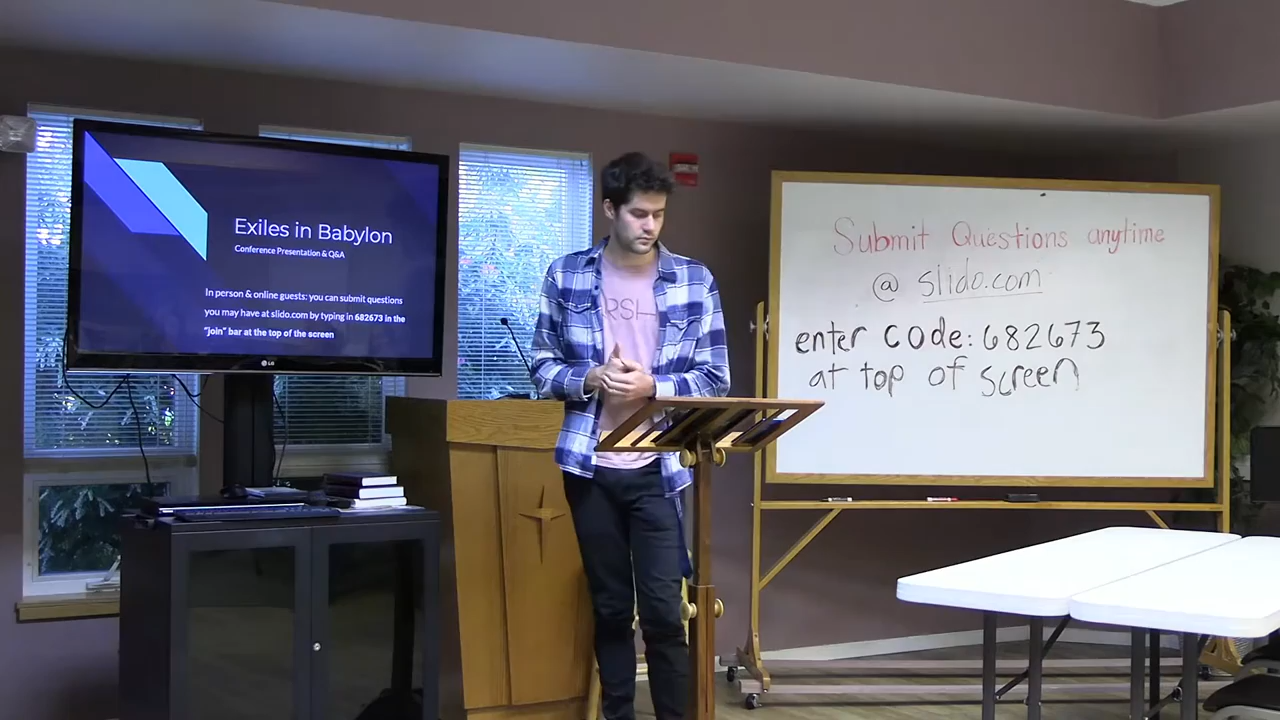 Exiles in Babylon
Conference Presentation & Q&A
In person & online guests: you can submit questions
you may have at slido.com by typing in 682673 in the
"join" bar at the top of the screen
LG
Submit Questions anytime
@ slido.com
enter code: 682673
at top of screen